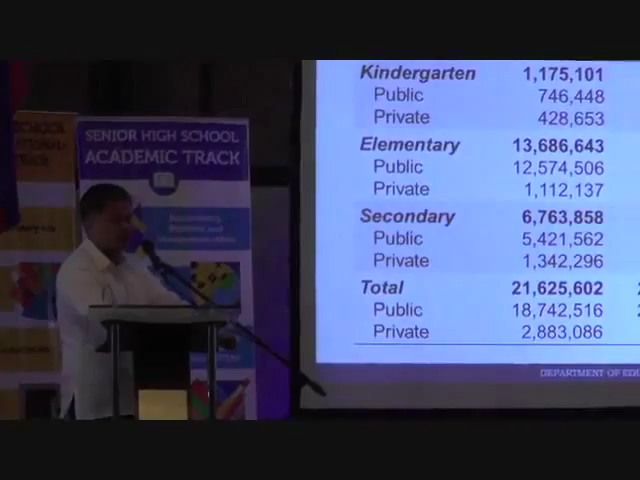 SENIOR HIGH SCHOOL
ACADEMIC TRACK
Kindergarten 1,175,101
Public 746,448
Private 428,653
Elementary 13,686,643
Public 12,574,506
Private 1,112,137
Secondary 6,763,858
Public 5,421,562
Private 1,342,296
Total 21,625,602
Public 18,742,516
Private 2,883,086
DEPARTMENT OF